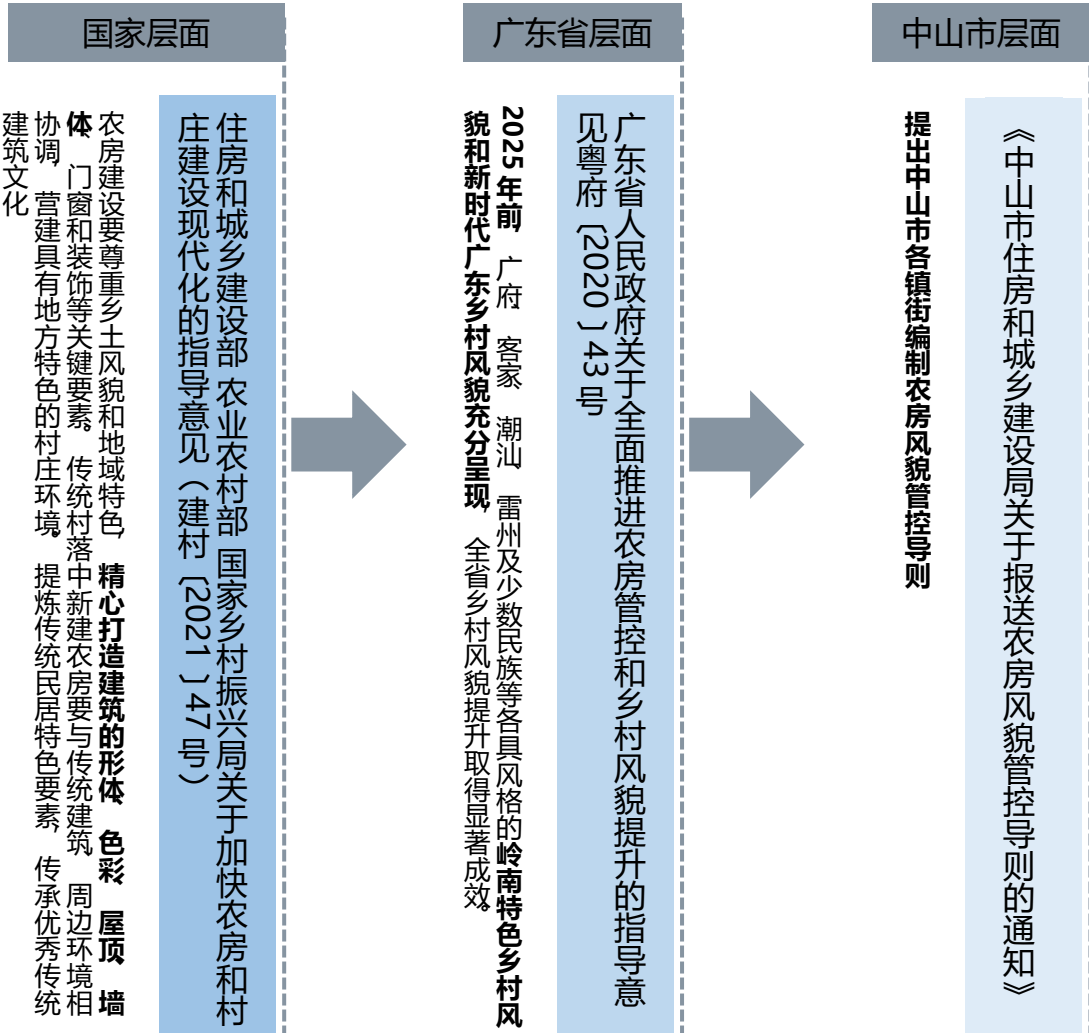 国家层面
住房和城乡建设部 农业农村部 国家乡村振兴局关于加快农房和村
庄建设现代化的指导意见（建村〔2021〕47号）
农房建设要尊重乡土风貌和地域特色，精心打造建筑的形体、色彩、屋顶、墙
体、门窗和装饰等关键要素。传统村落中新建农房要与传统建筑、周边环境相
协调，营建具有地方特色的村庄环境。提炼传统民居特色要素，传承优秀传统
建筑文化
广东省层面
广东省人民政府关于全面推进农房管控和乡村风貌提升的指导意
见粤府〔2020〕43号
2025年前，广府、客家、潮汕、雷州及少数民族等各具风格的岭南特色乡村风
貌和新时代广东乡村风貌充分呈现，全省乡村风貌提升取得显著成效。
中山市层面
《中山市住房和城乡建设局关于报送农房风貌管控导则的通知》
提出中山市各镇街编制农房风貌管控导则